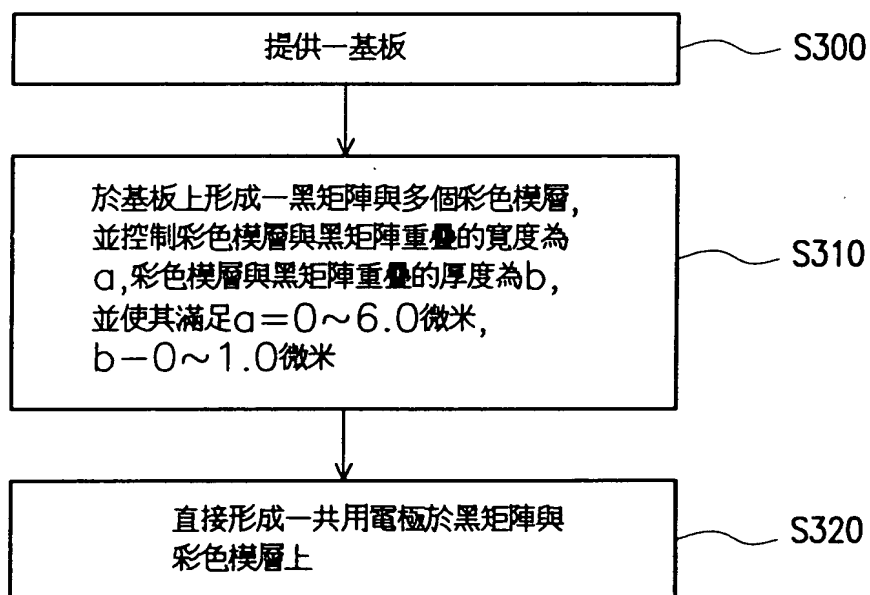 提供一基板
S300
於基板上形成一黑矩陣與多個彩色模層,
並控制彩色模層與黑矩陣重疊的寬度為
a,彩色模層與黑矩陣重疊的厚度為b,
並使其滿足a=0~6.0微米,
b-0~1.0微米
S310
直接形成一共用電極於黑矩陣與
彩色模層上
S320